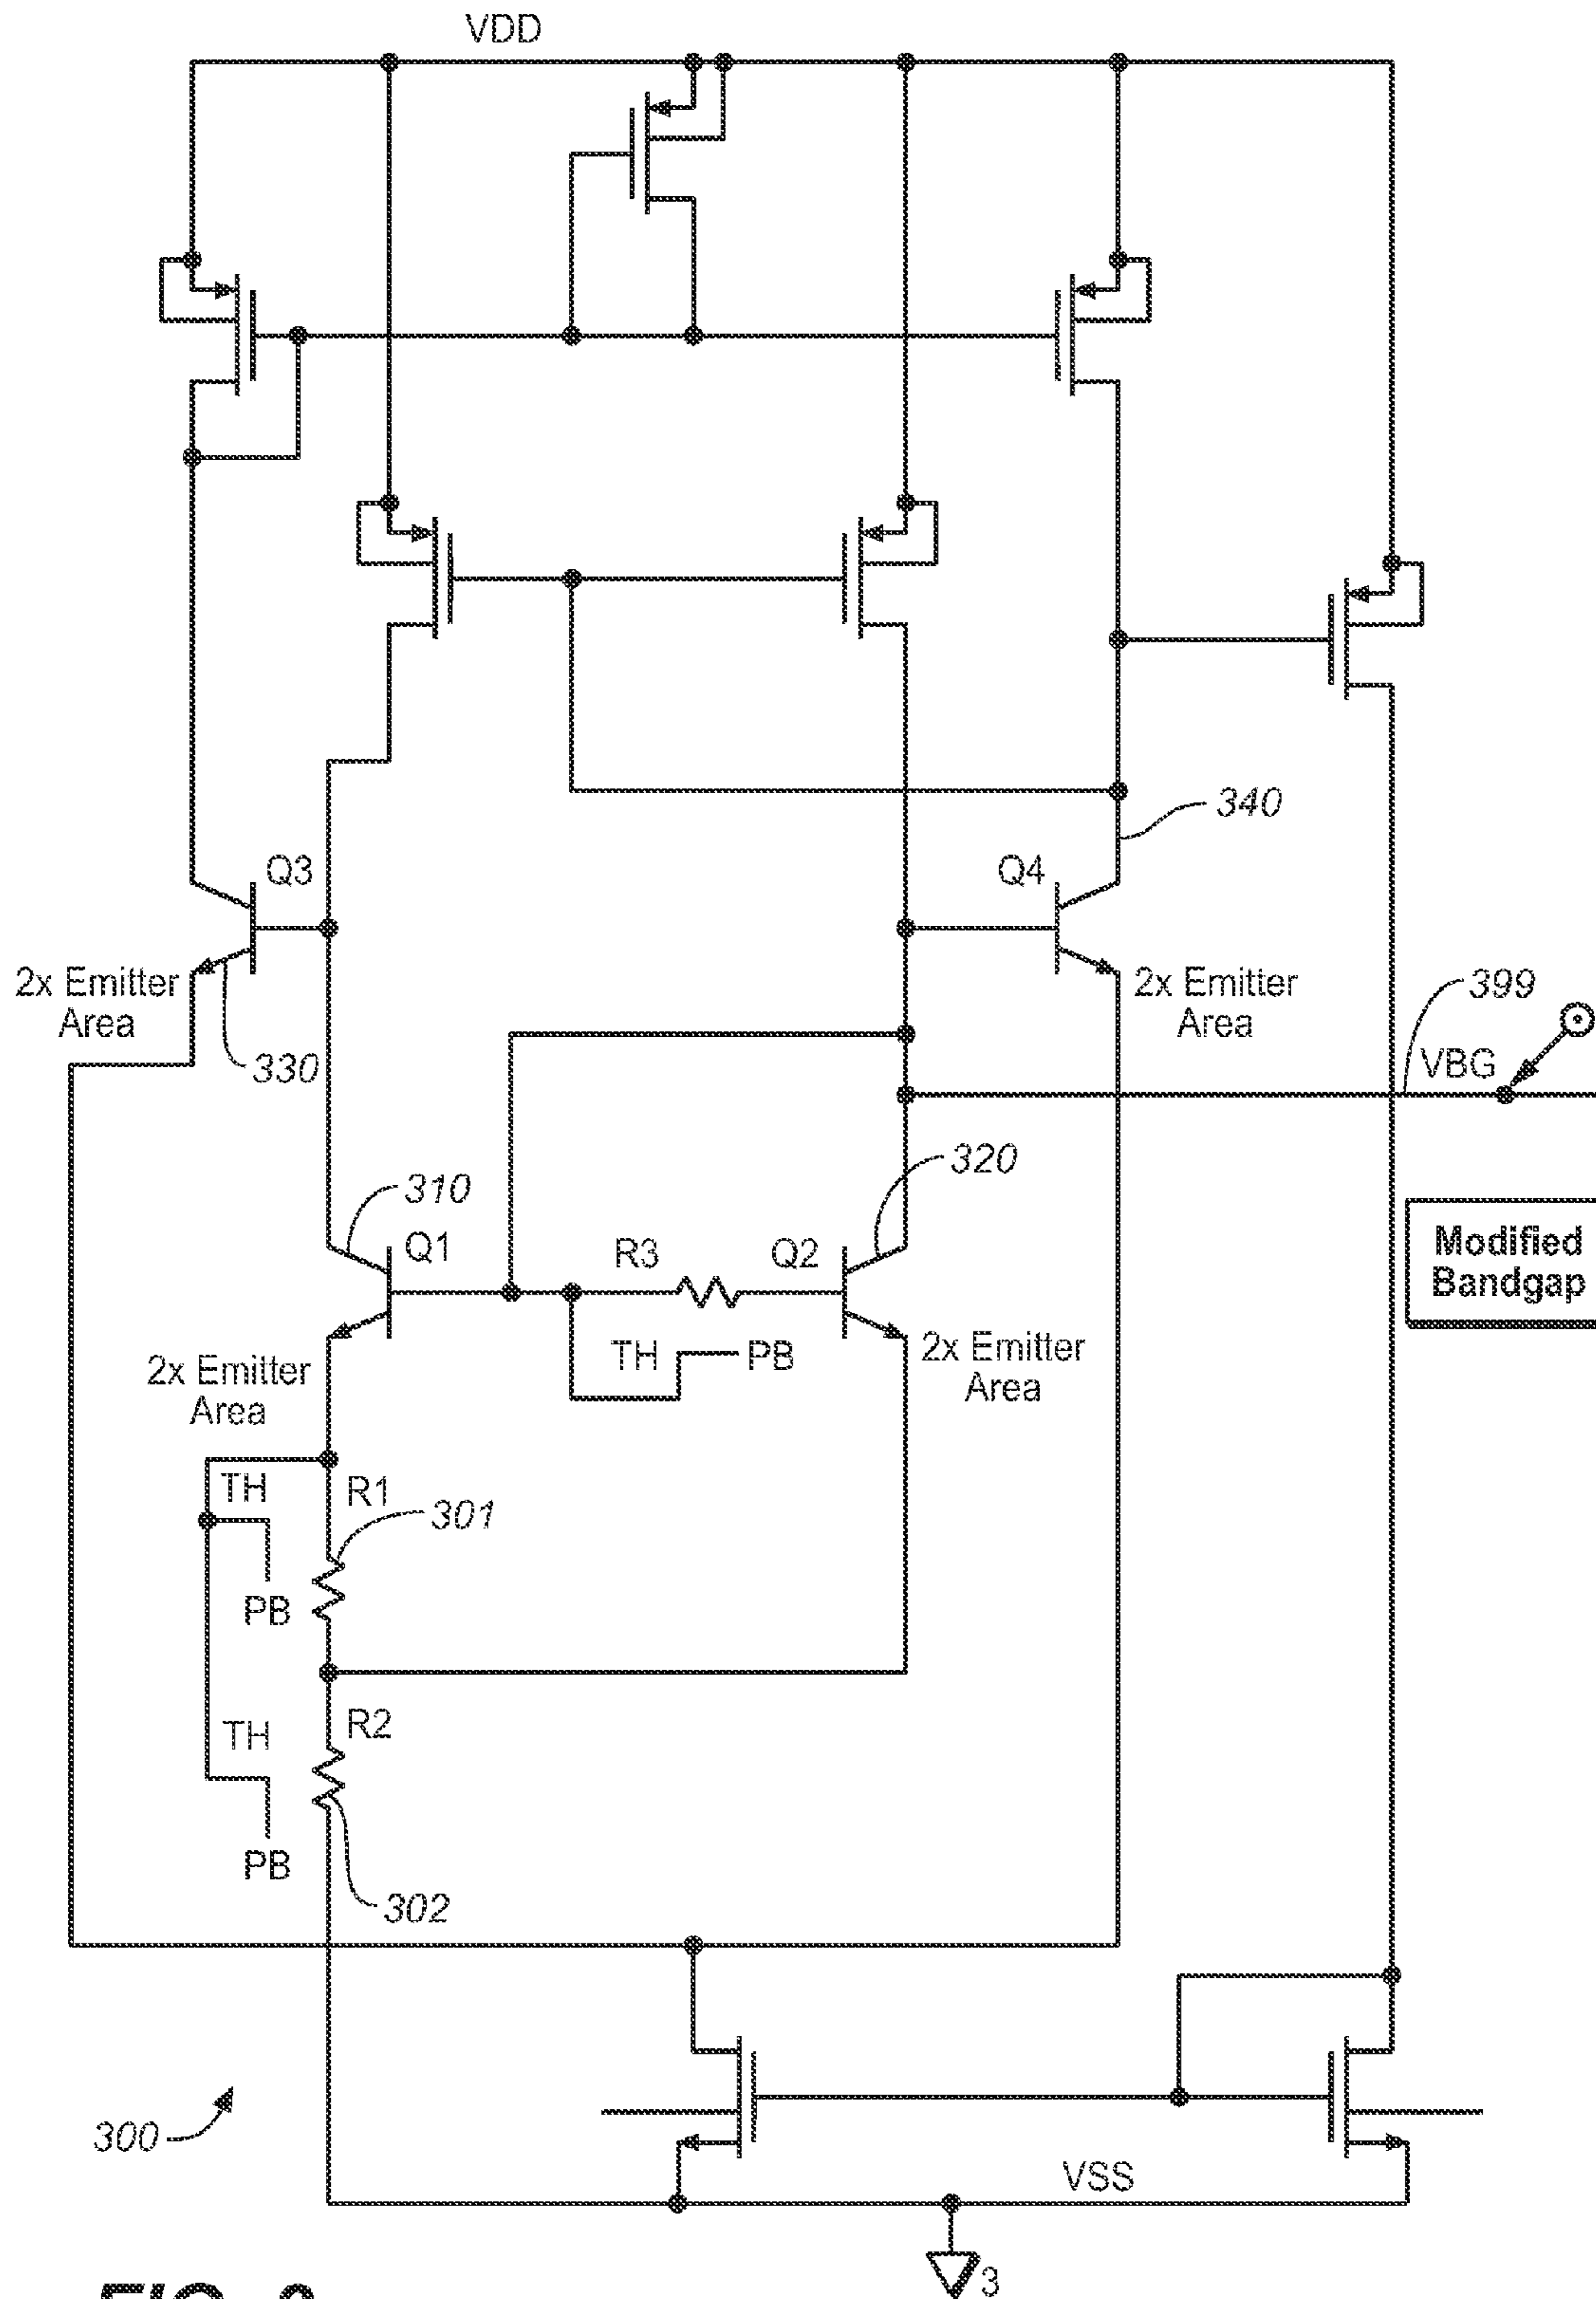 VDD
340
Q3
Q4
2x Emitter
Area
2x Emitter
Area
399
330
VBG
320
310
Modified
Bandgap
Q1
R3
Q2
TH
PB
2x Emitter
Area
2x Emitter
Area
TH
R1
301
PB
TH
R2
PB
302
300
VSS
3